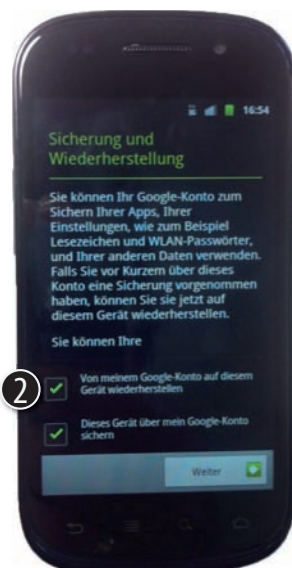 16:54
Sicherung und
Wiederherstellung
Sie können Ihr Google-Konto zum
Sichern Ihrer Apps, Ihrer
Einstellungen, wie zum Beispiel
Lesezeichen und WLAN-Passwörter,
und Ihrer anderen Daten verwenden.
Falls Sie vor Kurzem über dieses
Konto eine Sicherung vorgenommen
haben, können Sie sie jetzt auf
diesem Gerät wiederherstellen.
Sie können Ihre
2
Von meinem Google-Konto auf diesem
Gerät wiederherstellen
Dieses Gerät über mein Google-Konto
sichern
Weiter